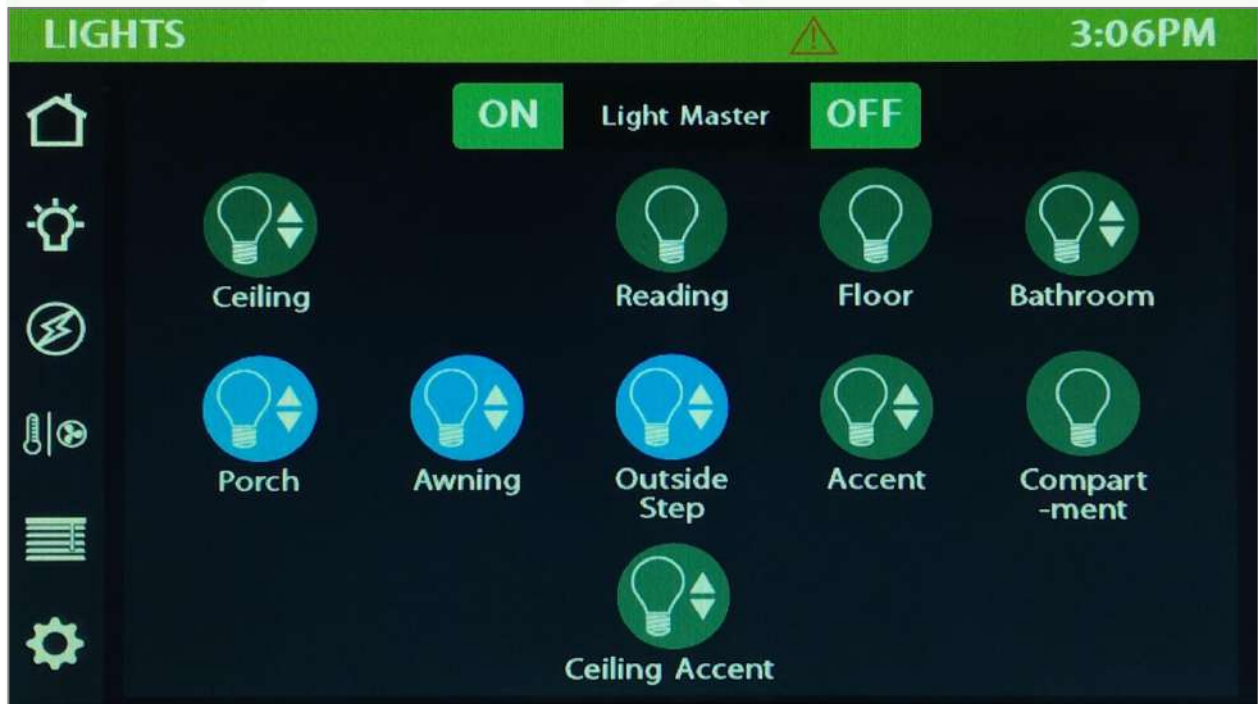 LIGHTS 3:06PM
ON Light Master OFF
Ceiling Reading Floor Bathroom
Porch Awning Outside Step Accent Compart-ment
Ceiling Accent